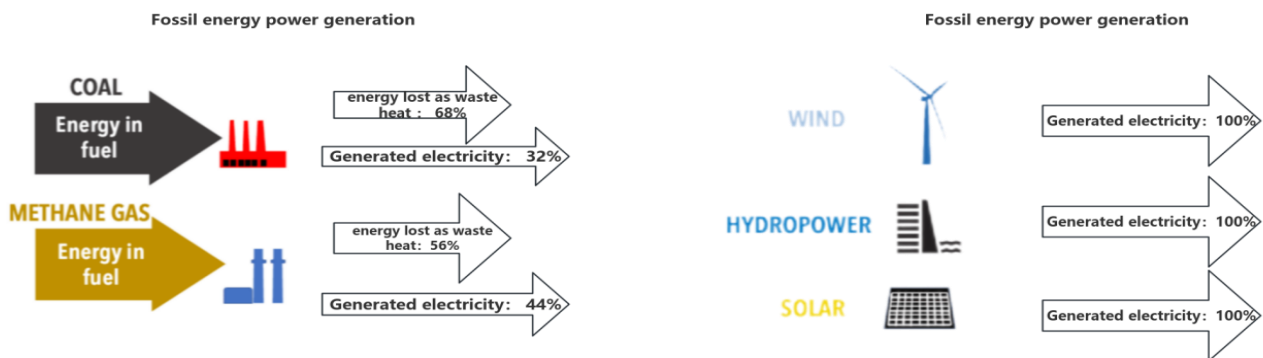 Fossil energy power generation
COAL
Energy in
fuel
energy lost as waste
heat： 68%
Generated electricity： 32%
METHANE GAS
Energy in
fuel
energy lost as waste
heat：56%
Generated electricity： 44%
Fossil energy power generation
WIND
Generated electricity：100%
HYDROPOWER
Generated electricity：100%
SOLAR
Generated electricity：100%